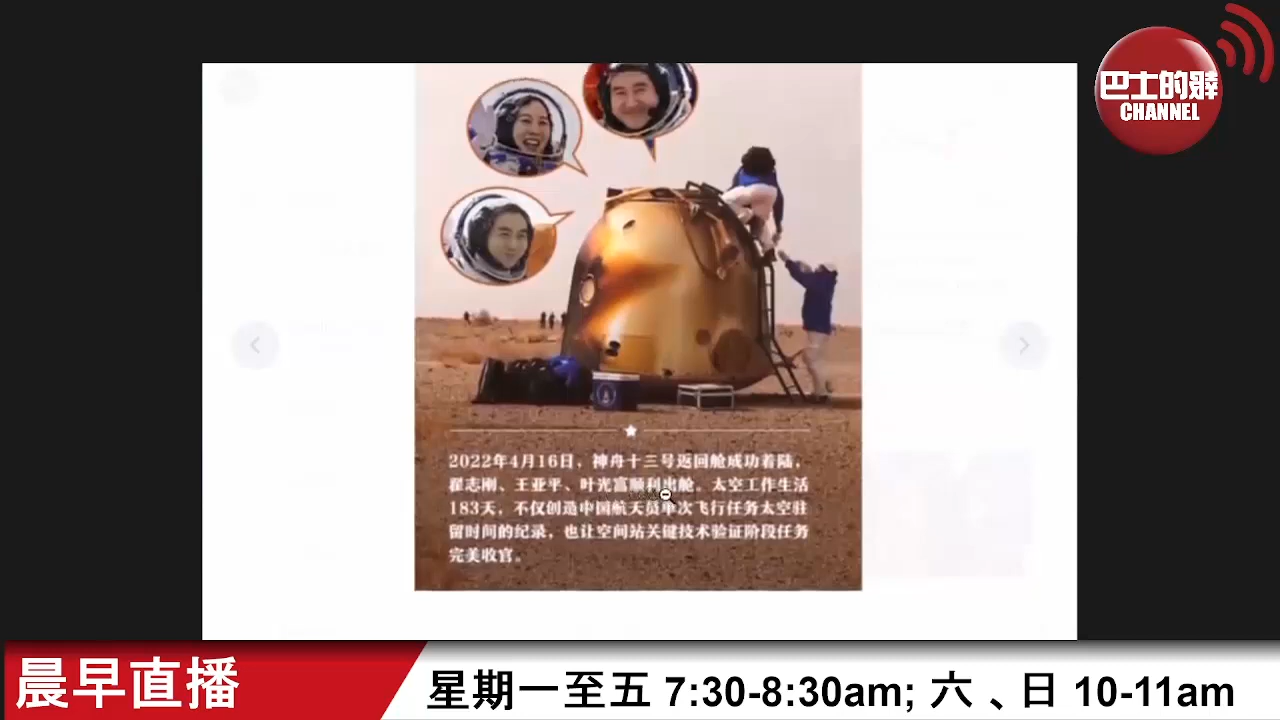 巴士的報
CHANNEL
2022年4月16日，神舟十三号返回舱成功着陆，
翟志刚、王亚平、叶光富顺利出舱。太空工作生活
183天，不仅创造中国航天员单次飞行任务太空驻
留时间的纪录，也让空间站关键技术验证阶段任务
完美收官。
晨早直播
星期一至五 7:30-8:30am; 六、日 10-11am